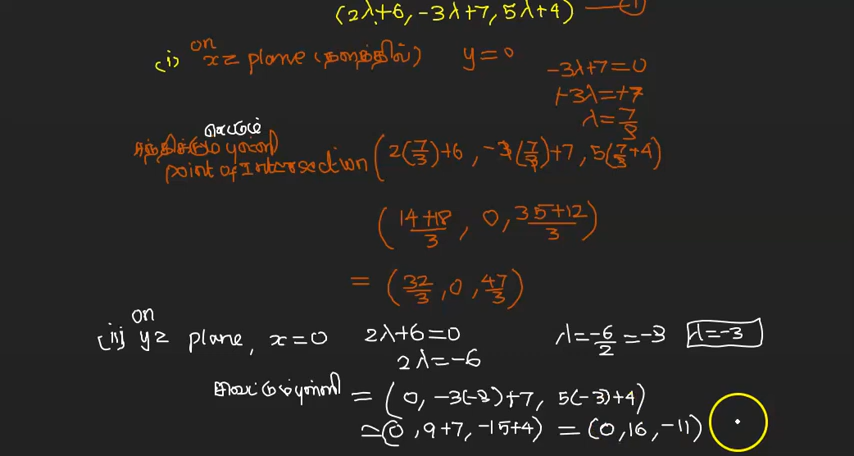 (2λ+6, -3λ+7, 5λ+4) — ①
(i) on xz plane (தளத்தில்) y=0
-3λ+7=0
+3λ=+7
λ=7/3
point of Intersection (2(7/3)+6, -3(7/3)+7, 5(7/3+4)
(14+18/3, 0, 35+12/3)
= (32/3, 0, 47/3)
(ii) on yz plane, x=0 2λ+6=0 λ=-6/2=-3 λ=-3
2λ=-6
= (0, -3(-3)+7, 5(-3)+4)
= (0, 9+7, -15+4) = (0, 16, -11)